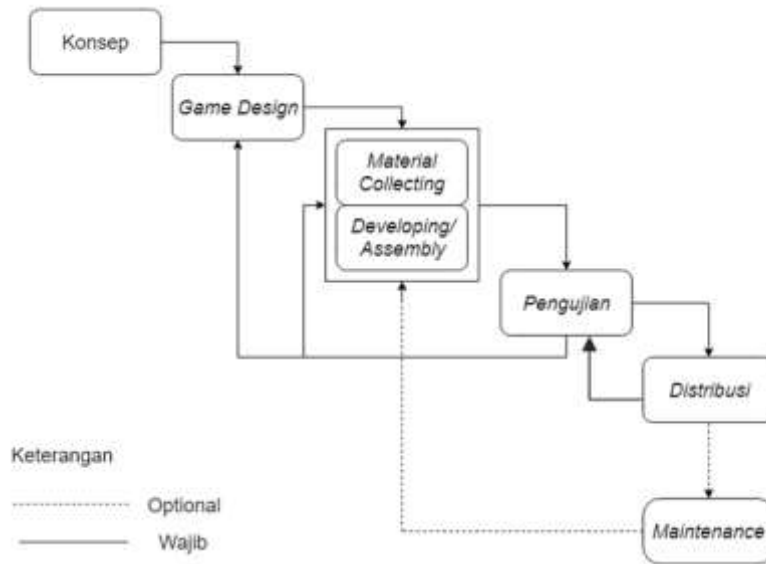 Konsep
Game Design
Material
Collecting
Developing/
Assembly
Pengujian
Distribusi
Maintenance
Keterangan
Optional
Wajib